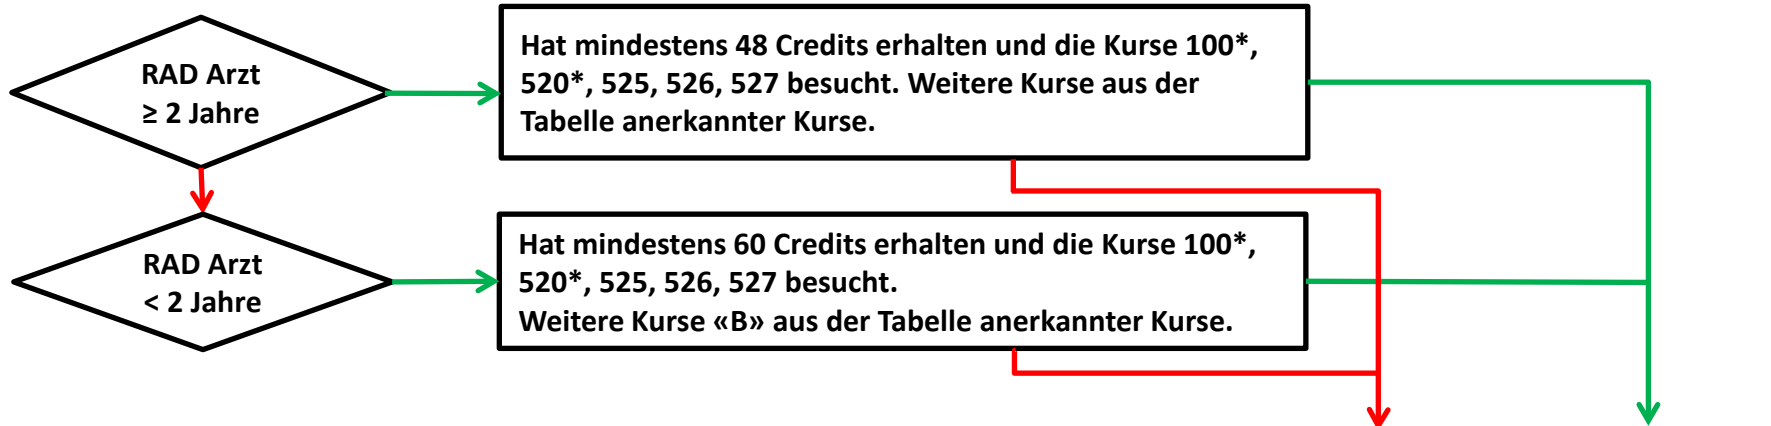 RAD Arzt
≥ 2 Jahre
Hat mindestens 48 Credits erhalten und die Kurse 100*,
520*, 525, 526, 527 besucht. Weitere Kurse aus der
Tabelle anerkannter Kurse.
RAD Arzt
< 2 Jahre
Hat mindestens 60 Credits erhalten und die Kurse 100*,
520*, 525, 526, 527 besucht.
Weitere Kurse «B» aus der Tabelle anerkannter Kurse.